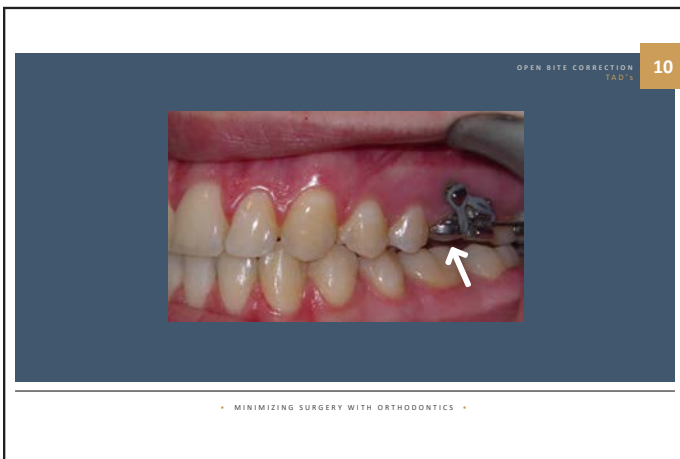 OPEN BITE CORRECTION
TAD's
10
• MINIMIZING SURGERY WITH ORTHODONTICS •